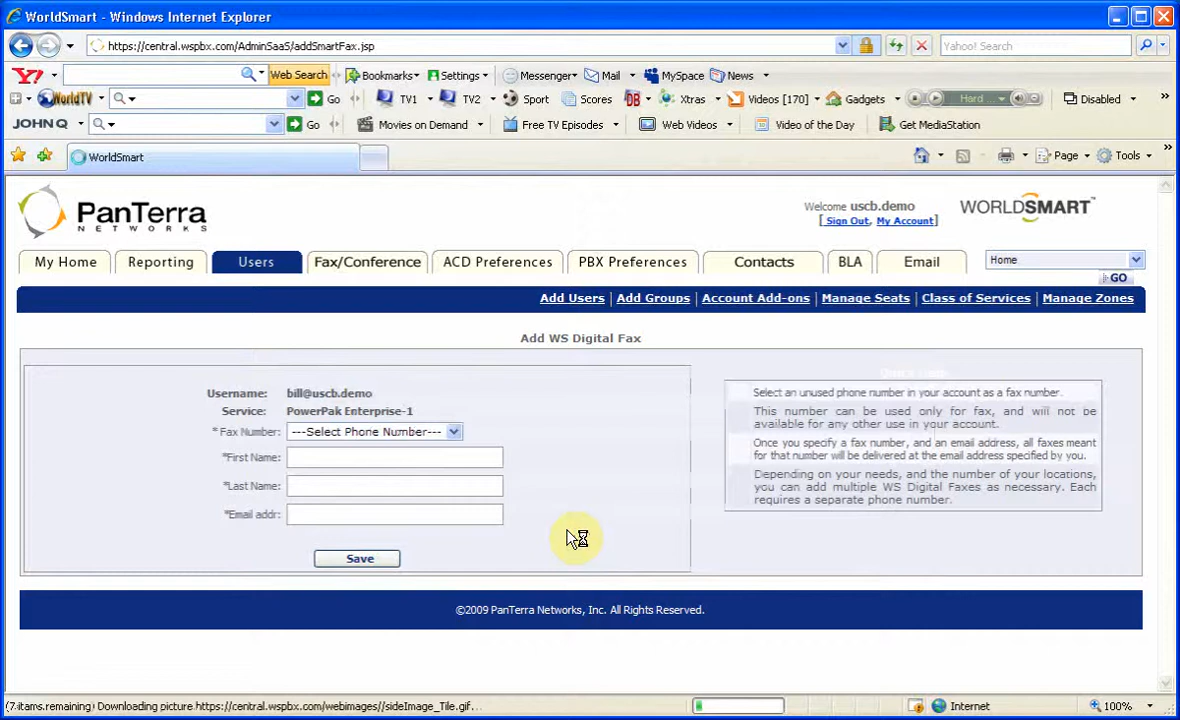 WorldSmart - Windows Internet Explorer
https://central.wspbx.com/AdminSaaS/addSmartFax.jsp
Yahoo! Search
Y!
Web Search
Bookmarks
Settings
Messenger
Mail
MySpace
News
WorldTV
Go
TV1
TV2
Sport
Scores
DB
Xtras
Videos [170]
Gadgets
Hard ...
Disabled
JOHN Q
Go
Movies on Demand
Free TV Episodes
Web Videos
Video of the Day
Get MediaStation
WorldSmart
Page
Tools
PanTerra
NETWORKS
Welcome uscb.demo
[ Sign Out, My Account ]
WORLDSMART
My Home
Reporting
Users
Fax/Conference
ACD Preferences
PBX Preferences
Contacts
BLA
Email
Home
GO
Add Users | Add Groups | Account Add-ons | Manage Seats | Class of Services | Manage Zones
Add WS Digital Fax
Username: bill@uscb.demo
Service: PowerPak Enterprise-1
* Fax Number: ---Select Phone Number---
*First Name:
*Last Name:
*Email addr:
Save
Select an unused phone number in your account as a fax number.
This number can be used only for fax, and will not be
available for any other use in your account.
Once you specify a fax number, and an email address, all faxes meant
for that number will be delivered at the email address specified by you.
Depending on your needs, and the number of your locations,
you can add multiple WS Digital Faxes as necessary. Each
requires a separate phone number.
©2009 PanTerra Networks, Inc. All Rights Reserved.
(7 items remaining) Downloading picture https://central.wspbx.com/webimages//sideImage_Tile.gif...
Internet
100%